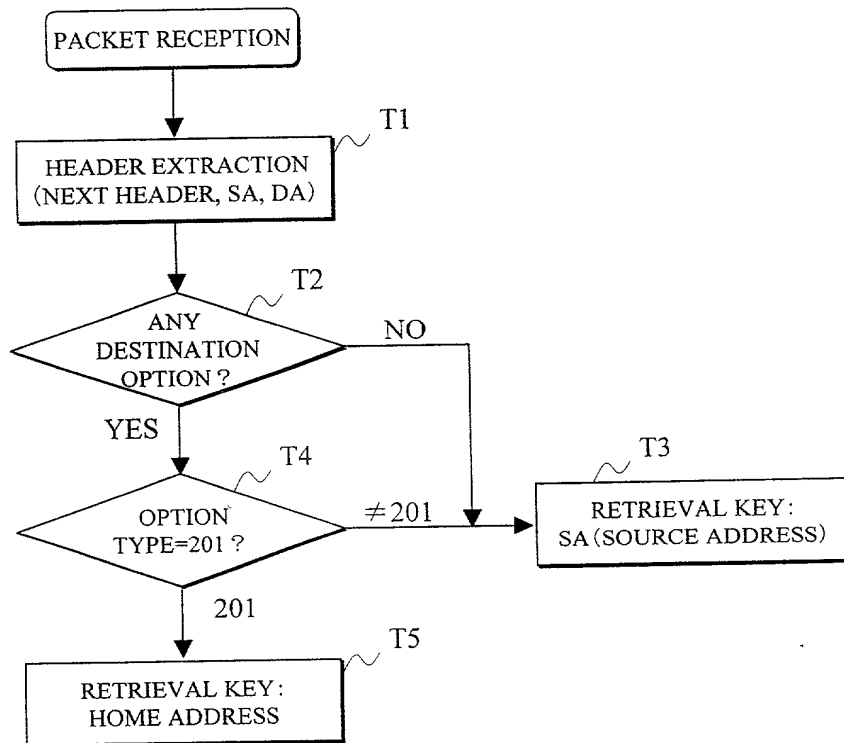 PACKET RECEPTION
T1
HEADER EXTRACTION
(NEXT HEADER, SA, DA)
T2
ANY
DESTINATION
OPTION?
NO
YES
T4
OPTION
TYPE=201?
≠201
T3
RETRIEVAL KEY:
SA(SOURCE ADDRESS)
201
T5
RETRIEVAL KEY:
HOME ADDRESS